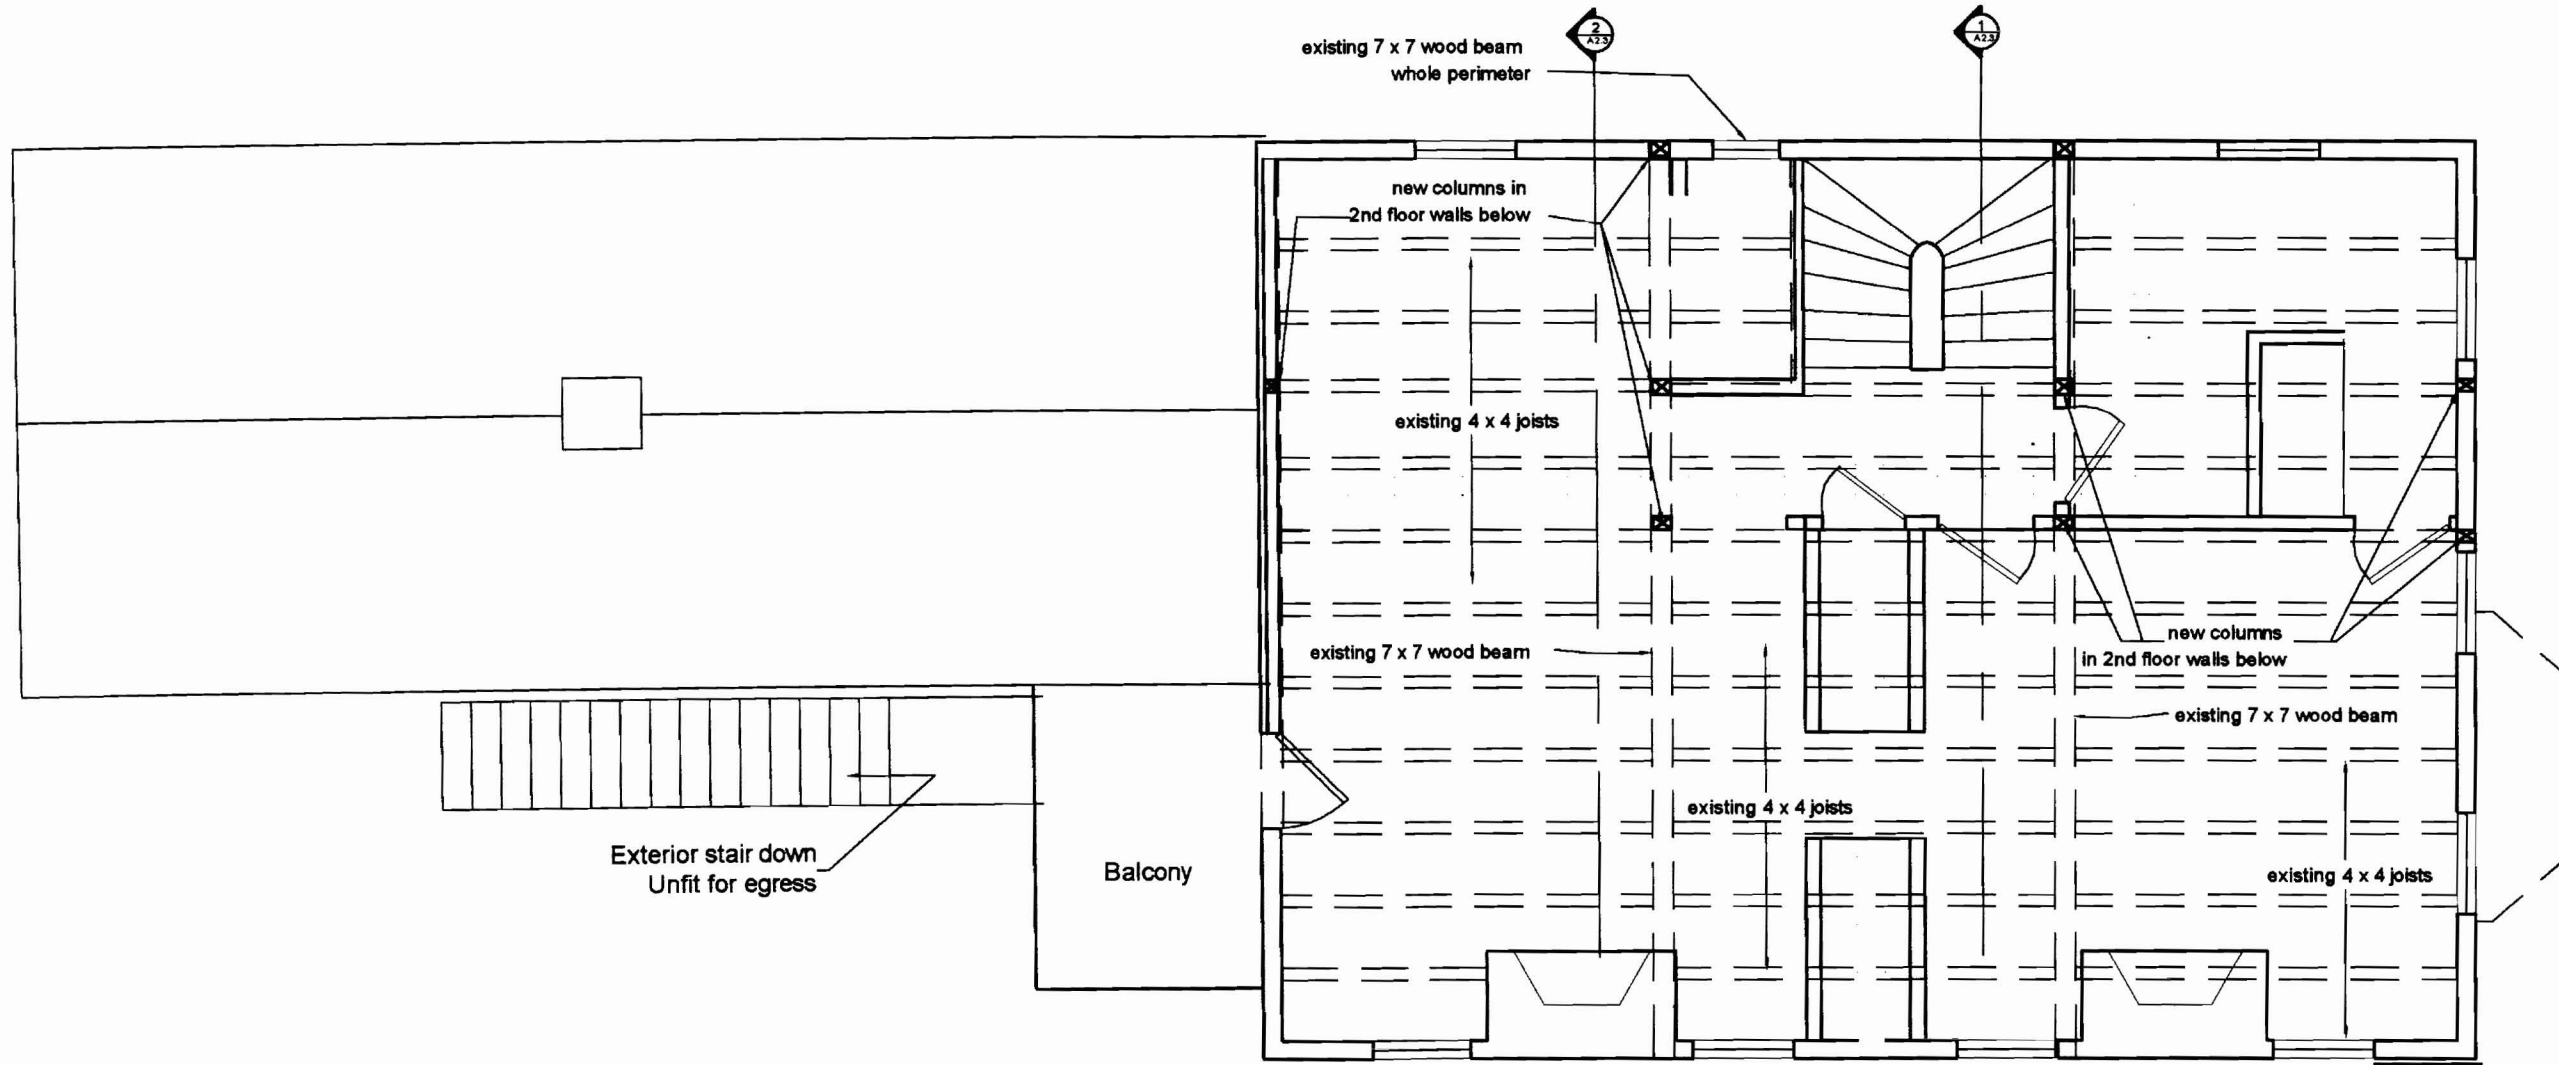 2
A2.3
1
A2.3
existing 7 x 7 wood beam
whole perimeter
new columns in
2nd floor walls below
existing 4 x 4 joists
existing 7 x 7 wood beam
new columns
in 2nd floor walls below
existing 7 x 7 wood beam
existing 4 x 4 joists
Exterior stair down
Unfit for egress
Balcony
existing 4 x 4 joists